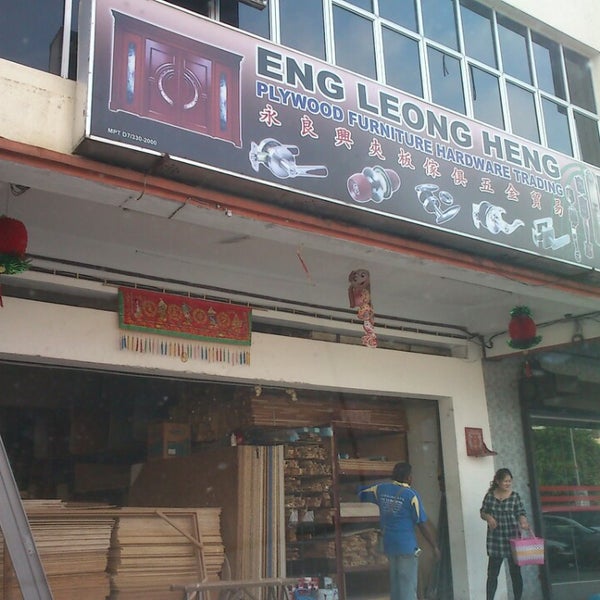 ENG LEONG HENG
PLYWOOD FURNITURE HARDWARE TRADING
永良興夾板傢俱五金貿易
MPT D7/330-2000